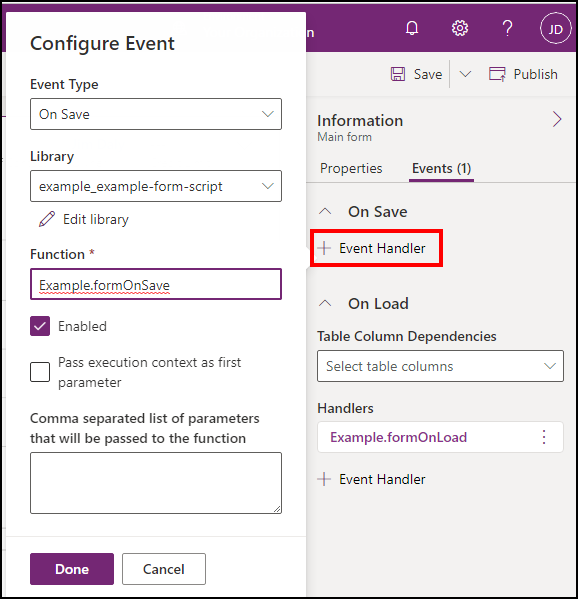 n
JD
Save
Publish
Configure Event
Event Type
On Save
Library
example_example-form-script
Edit library
Function *
Example.formOnSave
Enabled
Pass execution context as first
parameter
Comma separated list of parameters
that will be passed to the function
Done
Cancel
Information
Main form
Properties
Events (1)
On Save
Event Handler
On Load
Table Column Dependencies
Select table columns
Handlers
Example.formOnLoad
Event Handler